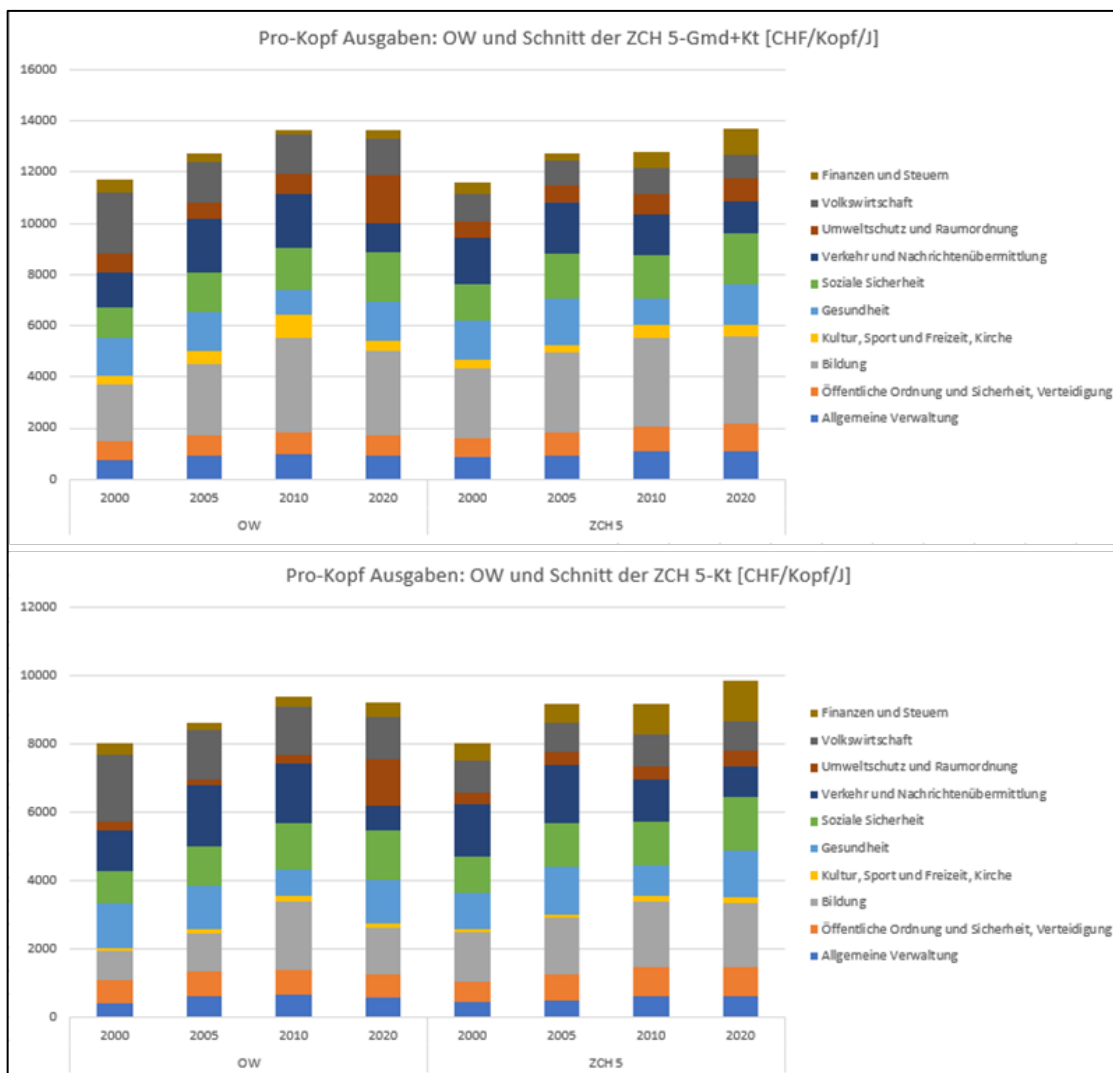 Pro-Kopf Ausgaben: OW und Schnitt der ZCH 5-Gmd+Kt [CHF/Kopf/J]
16000
14000
12000
10000
8000
6000
4000
2000
0
2000 2005 2010 2020 2000 2005 2010 2020
OW ZCH 5
Finanzen und Steuern
Volkswirtschaft
Umweltschutz und Raumordnung
Verkehr und Nachrichtenübermittlung
Soziale Sicherheit
Gesundheit
Kultur, Sport und Freizeit, Kirche
Bildung
Öffentliche Ordnung und Sicherheit, Verteidigung
Allgemeine Verwaltung
Pro-Kopf Ausgaben: OW und Schnitt der ZCH 5-Kt [CHF/Kopf/J]
12000
10000
8000
6000
4000
2000
0
2000 2005 2010 2020 2000 2005 2010 2020
OW ZCH 5
Finanzen und Steuern
Volkswirtschaft
Umweltschutz und Raumordnung
Verkehr und Nachrichtenübermittlung
Soziale Sicherheit
Gesundheit
Kultur, Sport und Freizeit, Kirche
Bildung
Öffentliche Ordnung und Sicherheit, Verteidigung
Allgemeine Verwaltung